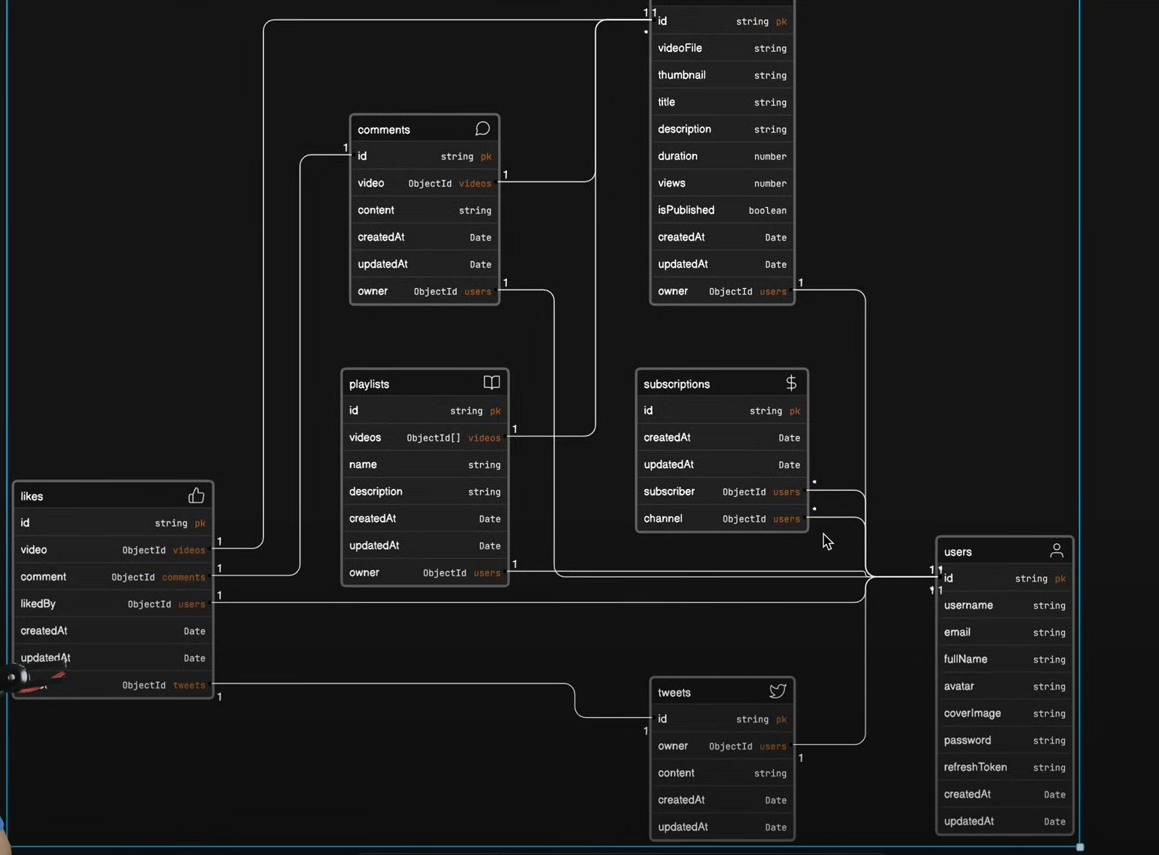 1 1
id string pk
*
videoFile string
thumbnail string
title string
description string
duration number
views number
isPublished boolean
createdAt Date
updatedAt Date
owner ObjectId users
1
comments
1
id string pk
video ObjectId videos
1
content string
createdAt Date
updatedAt Date
owner ObjectId users
1
playlists
id string pk
videos ObjectId[] videos
1
name string
description string
createdAt Date
updatedAt Date
owner ObjectId users
1
subscriptions
id string pk
createdAt Date
updatedAt Date
subscriber ObjectId users
*
channel ObjectId users
*
likes
id string pk
video ObjectId videos
1
comment ObjectId comments
1
likedBy ObjectId users
1
createdAt Date
updatedAt Date
ObjectId tweets
1
users
1 1
id string pk
1 1
username string
email string
fullName string
avatar string
coverImage string
password string
refreshToken string
createdAt Date
updatedAt Date
tweets
id string pk
1
owner ObjectId users
1
content string
createdAt Date
updatedAt Date